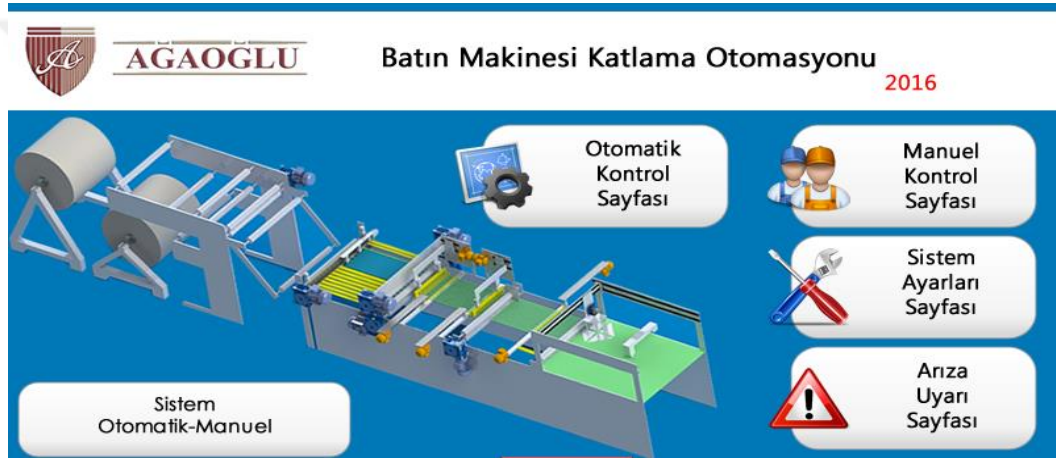 A
AĞAOĞLU
Batın Makinesi Katlama Otomasyonu
2016
Otomatik
Kontrol
Sayfası
Manuel
Kontrol
Sayfası
Sistem
Ayarları
Sayfası
Arıza
Uyarı
Sayfası
Sistem
Otomatik-Manuel